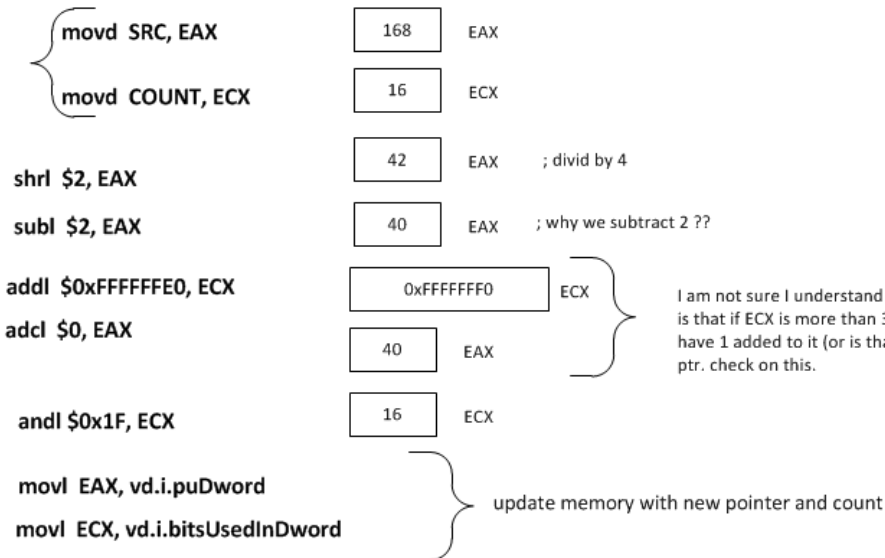 movd SRC, EAX 168 EAX
movd COUNT, ECX 16 ECX
shrl $2, EAX 42 EAX ; divid by 4
subl $2, EAX 40 EAX ; why we subtract 2 ??
addl $0xFFFFFFE0, ECX 0xFFFFFFF0 ECX
adcl $0, EAX 40 EAX
I am not sure I understand
is that if ECX is more than
have 1 added to it (or is
ptr. check on this.
andl $0x1F, ECX 16 ECX
movl EAX, vd.i.puDword
movl ECX, vd.i.bitsUsedInDword
update memory with new pointer and count